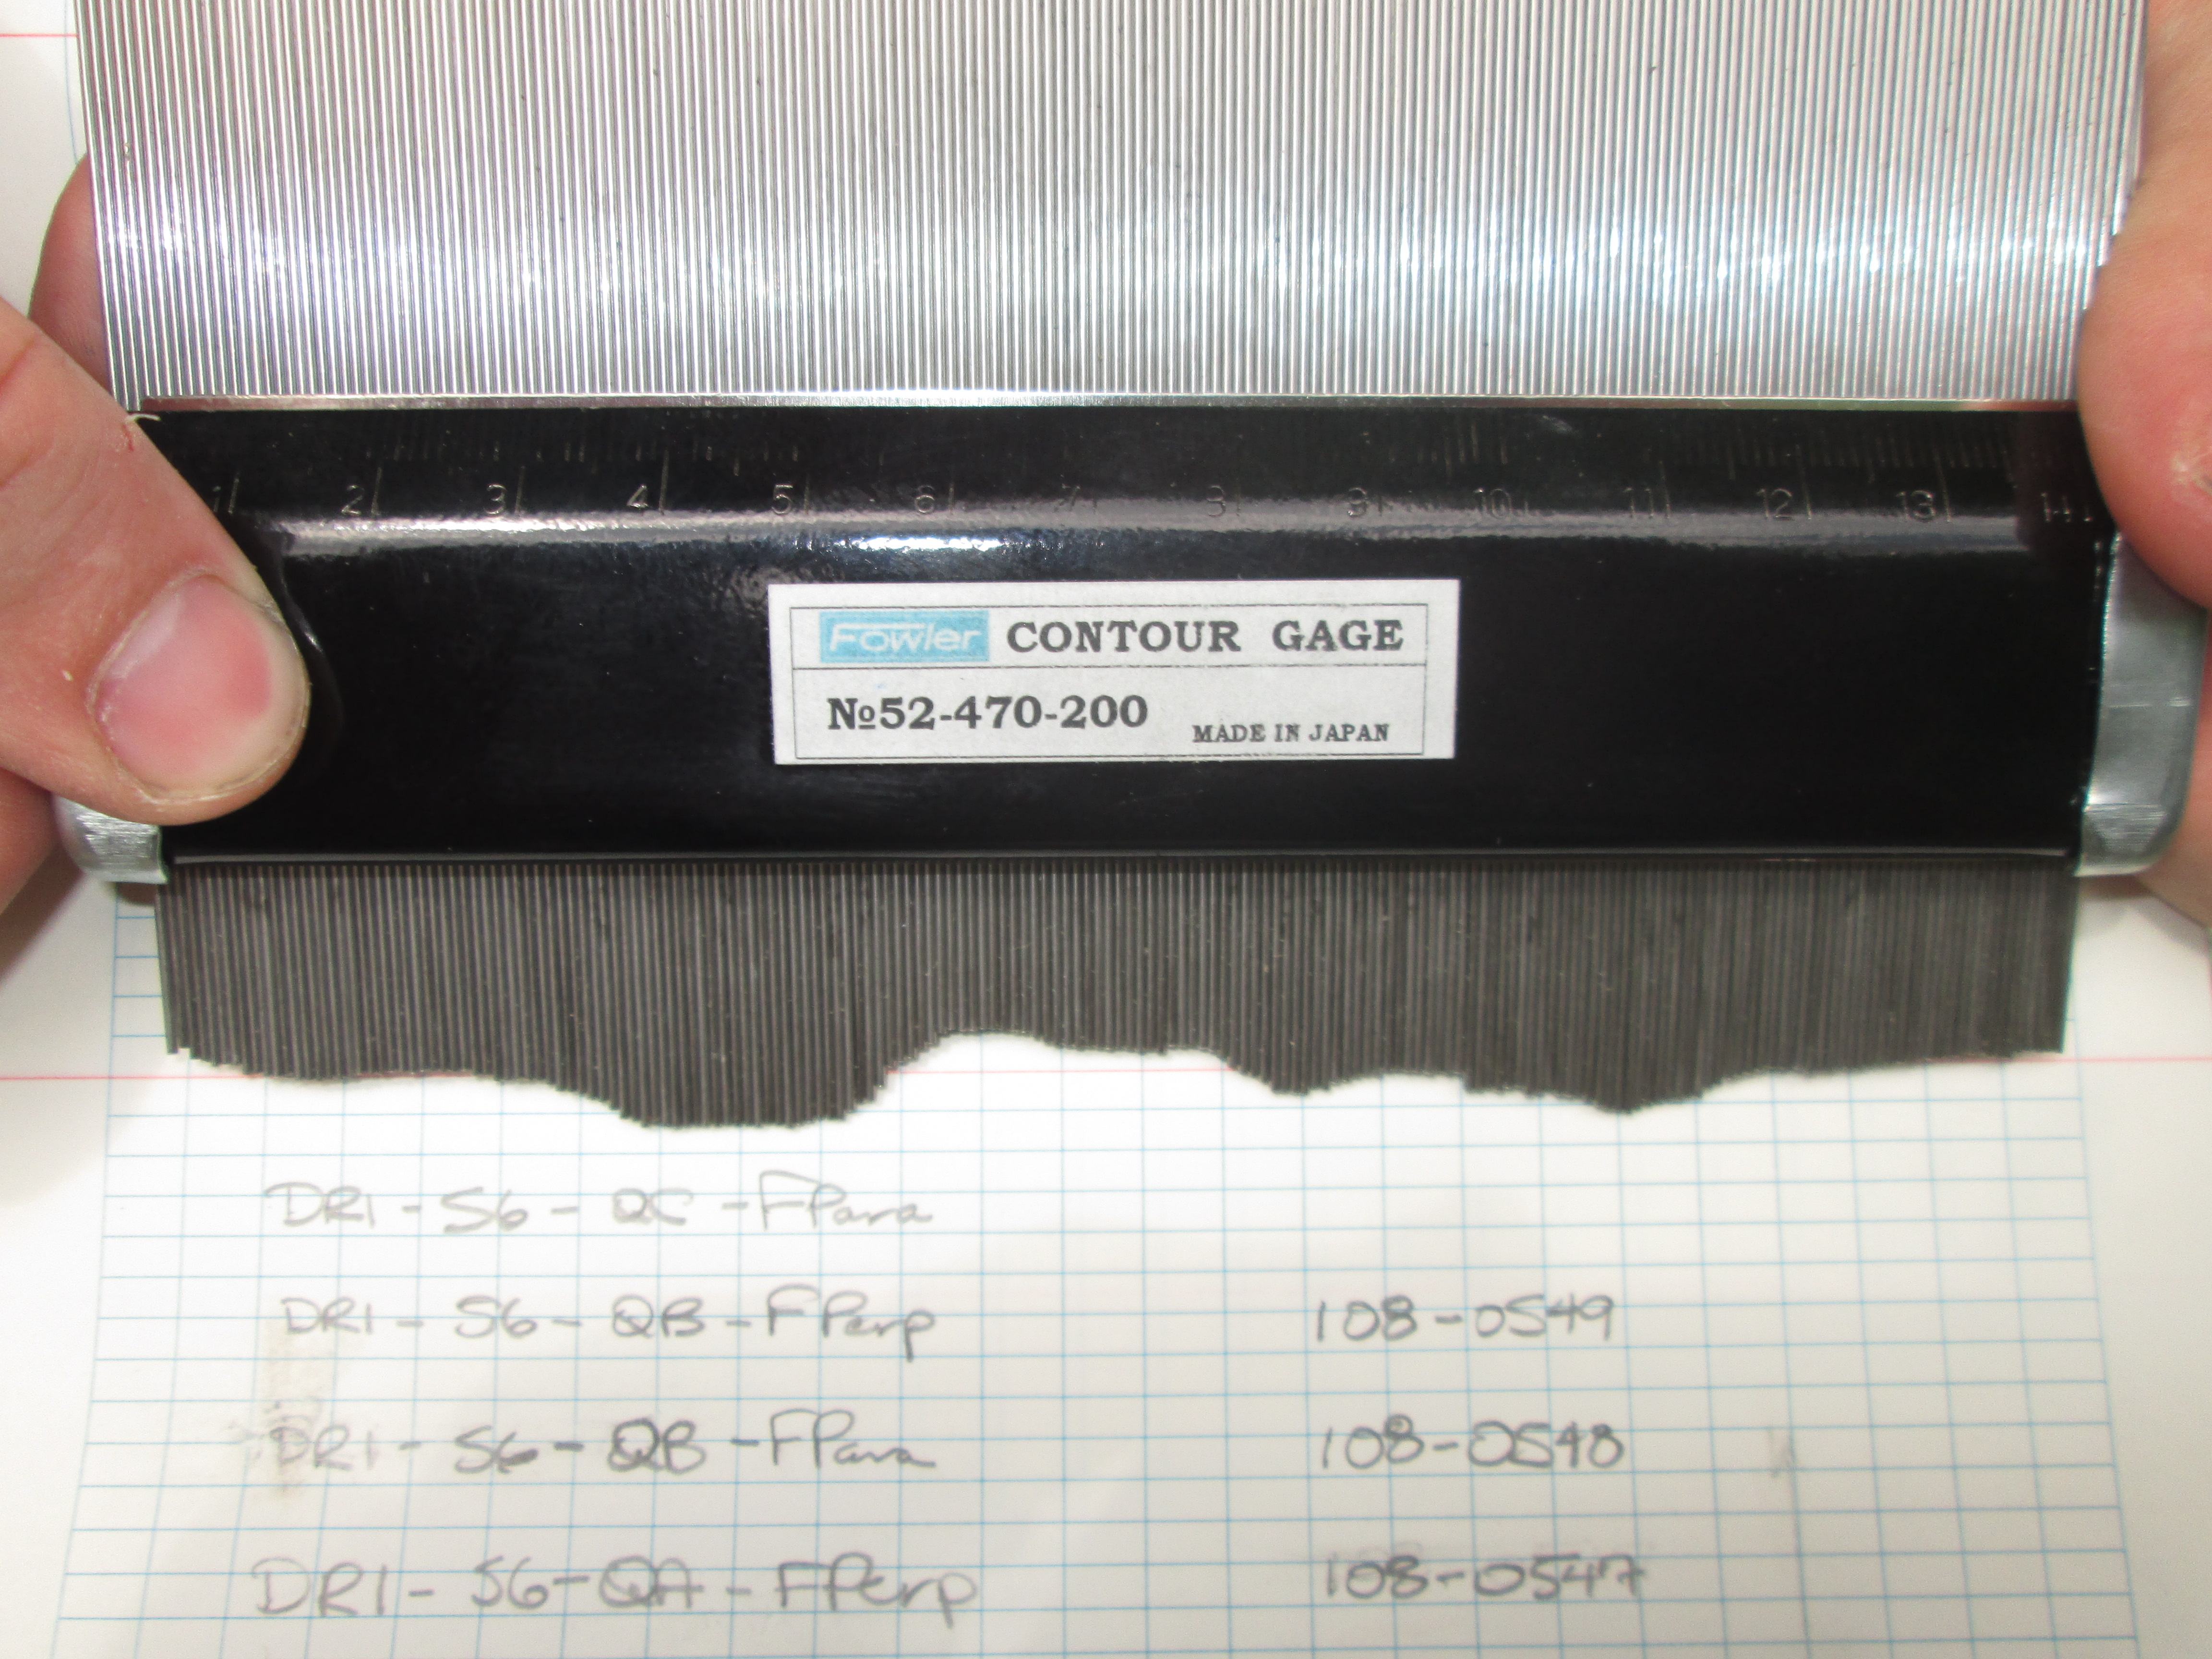 1 2 3 4 5 6 7 8 9 10 11 12 13 14
Fowler CONTOUR GAGE
№52-470-200 MADE IN JAPAN
DR1-S6-QC-FPara
DR1-S6-QB-FPerp 108-0549
DR1-S6-QB-FPara 108-0548
DR1-S6-QA-FPerp 108-0547